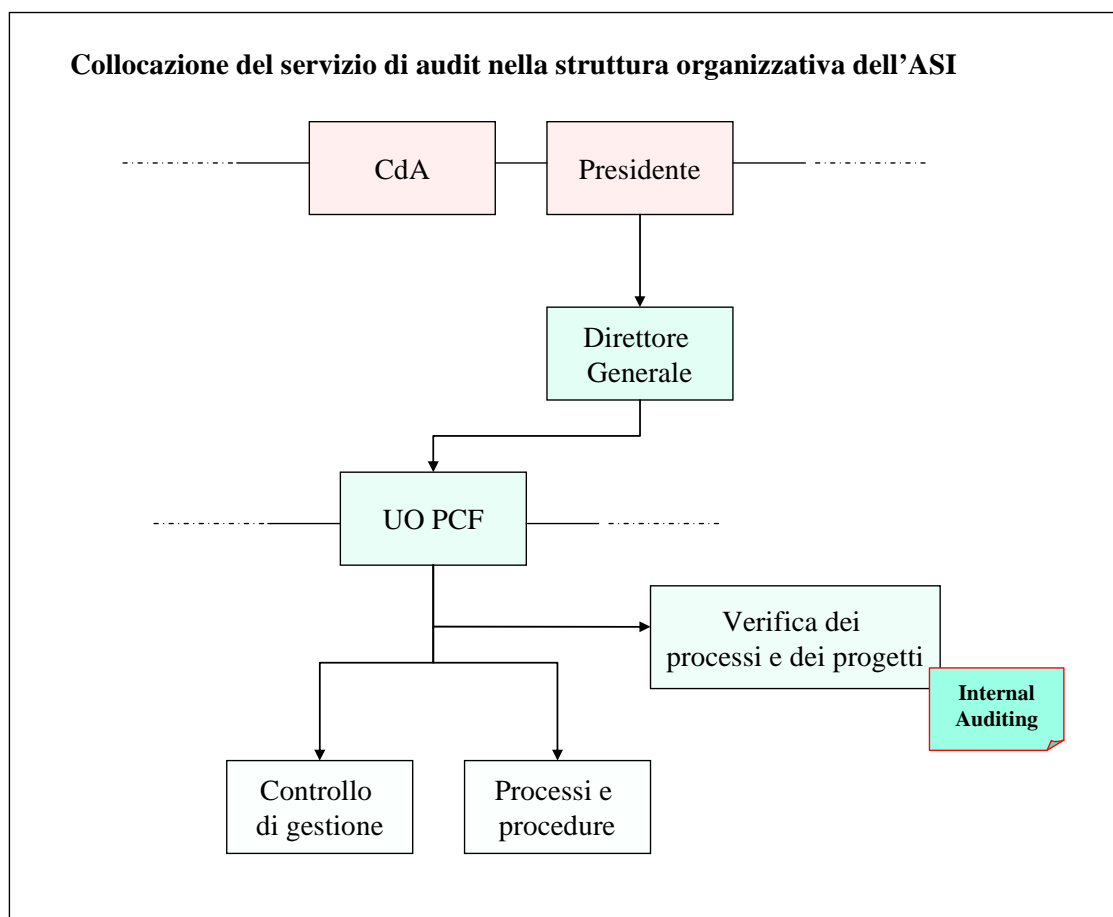 Collocazione del servizio di audit nella struttura organizzativa dell’ASI
CdA
Presidente
Direttore
Generale
UO PCF
Verifica dei
processi e dei progetti
Internal
Auditing
Controllo
di gestione
Processi e
procedure